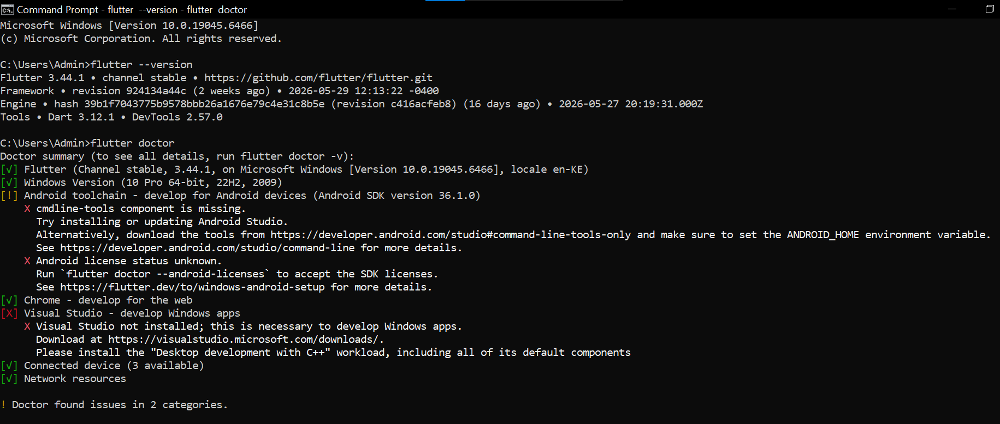 Command Prompt - flutter  --version - flutter  doctor
Microsoft Windows [Version 10.0.19045.6466]
(c) Microsoft Corporation. All rights reserved.
C:\Users\Admin>flutter --version
Flutter 3.44.1 • channel stable • https://github.com/flutter/flutter.git
Framework • revision 924134a44c (2 weeks ago) • 2026-05-29 12:13:22 -0400
Engine • hash 39b1f7043775b9578bbb26a1676e79c4e31c8b5e (revision c416acfeb8) (16 days ago) • 2026-05-27 20:19:31.000Z
Tools • Dart 3.12.1 • DevTools 2.57.0
C:\Users\Admin>flutter doctor
Doctor summary (to see all details, run flutter doctor -v):
[√] Flutter (Channel stable, 3.44.1, on Microsoft Windows [Version 10.0.19045.6466], locale en-KE)
[√] Windows Version (10 Pro 64-bit, 22H2, 2009)
[!] Android toolchain - develop for Android devices (Android SDK version 36.1.0)
    X cmdline-tools component is missing.
      Try installing or updating Android Studio.
      Alternatively, download the tools from https://developer.android.com/studio#command-line-tools-only and make sure to set the ANDROID_HOME environment variable.
      See https://developer.android.com/studio/command-line for more details.
    X Android license status unknown.
      Run `flutter doctor --android-licenses` to accept the SDK licenses.
      See https://flutter.dev/to/windows-android-setup for more details.
[√] Chrome - develop for the web
[X] Visual Studio - develop Windows apps
    X Visual Studio not installed; this is necessary to develop Windows apps.
      Download at https://visualstudio.microsoft.com/downloads/.
      Please install the "Desktop development with C++" workload, including all of its default components
[√] Connected device (3 available)
[√] Network resources
! Doctor found issues in 2 categories.